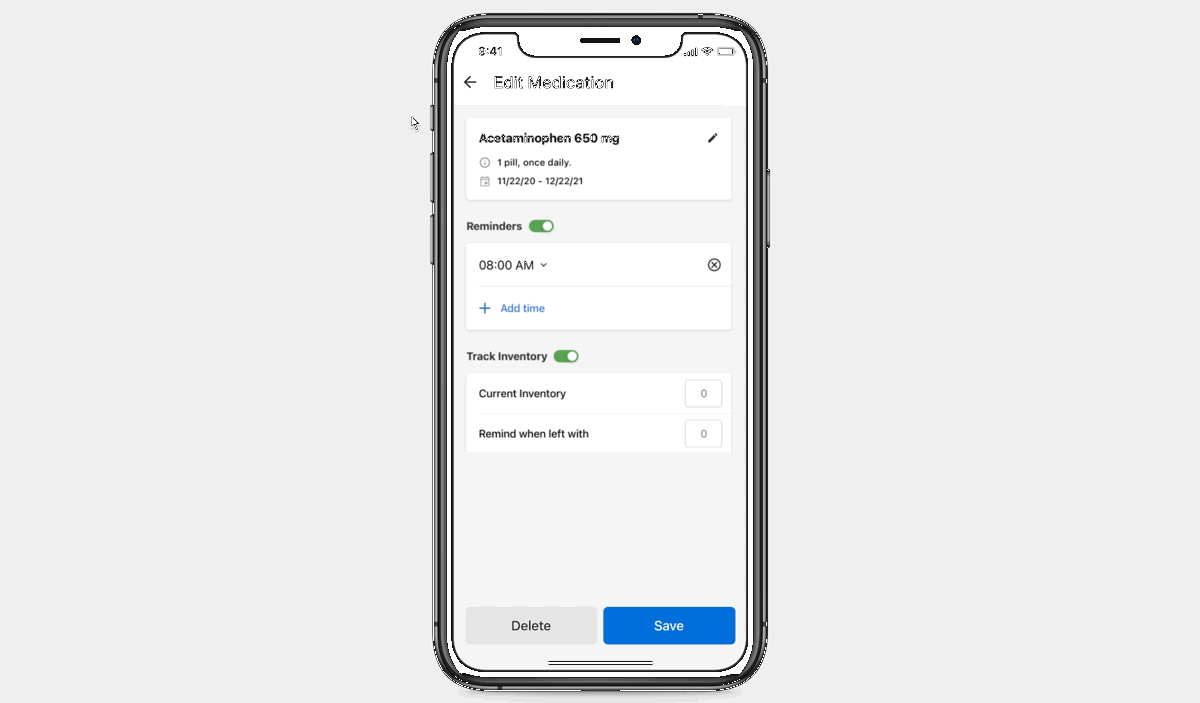 9:41
Edit Medication
Acetaminophen 650 mg
1 pill, once daily.
11/22/20 - 12/22/21
Reminders
08:00 AM
Add time
Track Inventory
Current Inventory 0
Remind when left with 0
Delete Save